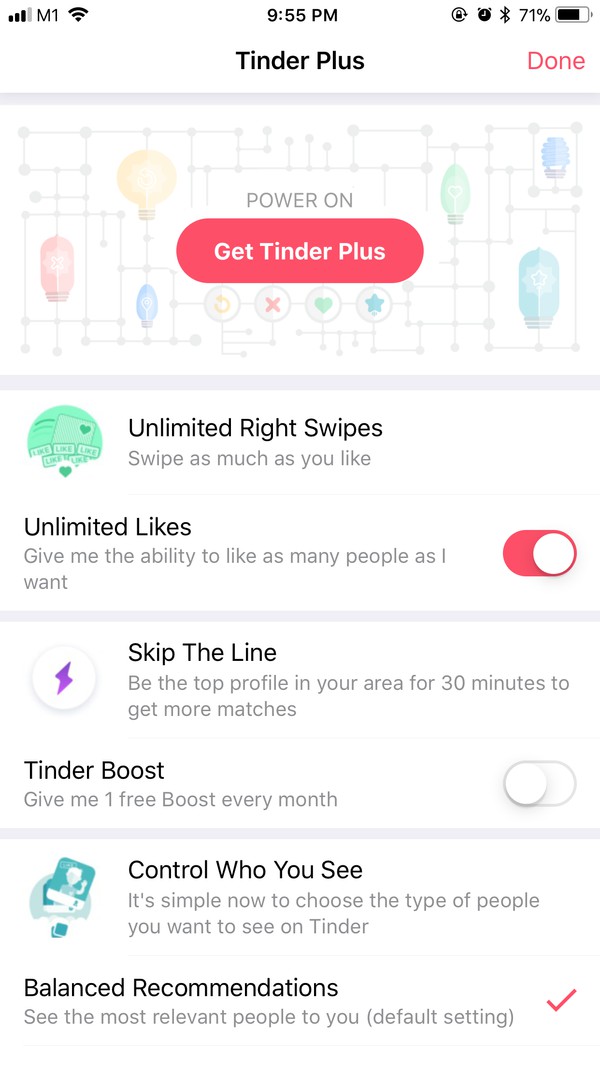 M1 9:55 PM 71%
Tinder Plus Done
POWER ON
Get Tinder Plus
LIKE LIKE LIKE
LIKE LIKE
Unlimited Right Swipes
Swipe as much as you like
Unlimited Likes
Give me the ability to like as many people as I
want
Skip The Line
Be the top profile in your area for 30 minutes to
get more matches
Tinder Boost
Give me 1 free Boost every month
Control Who You See
It's simple now to choose the type of people
you want to see on Tinder
Balanced Recommendations
See the most relevant people to you (default setting)